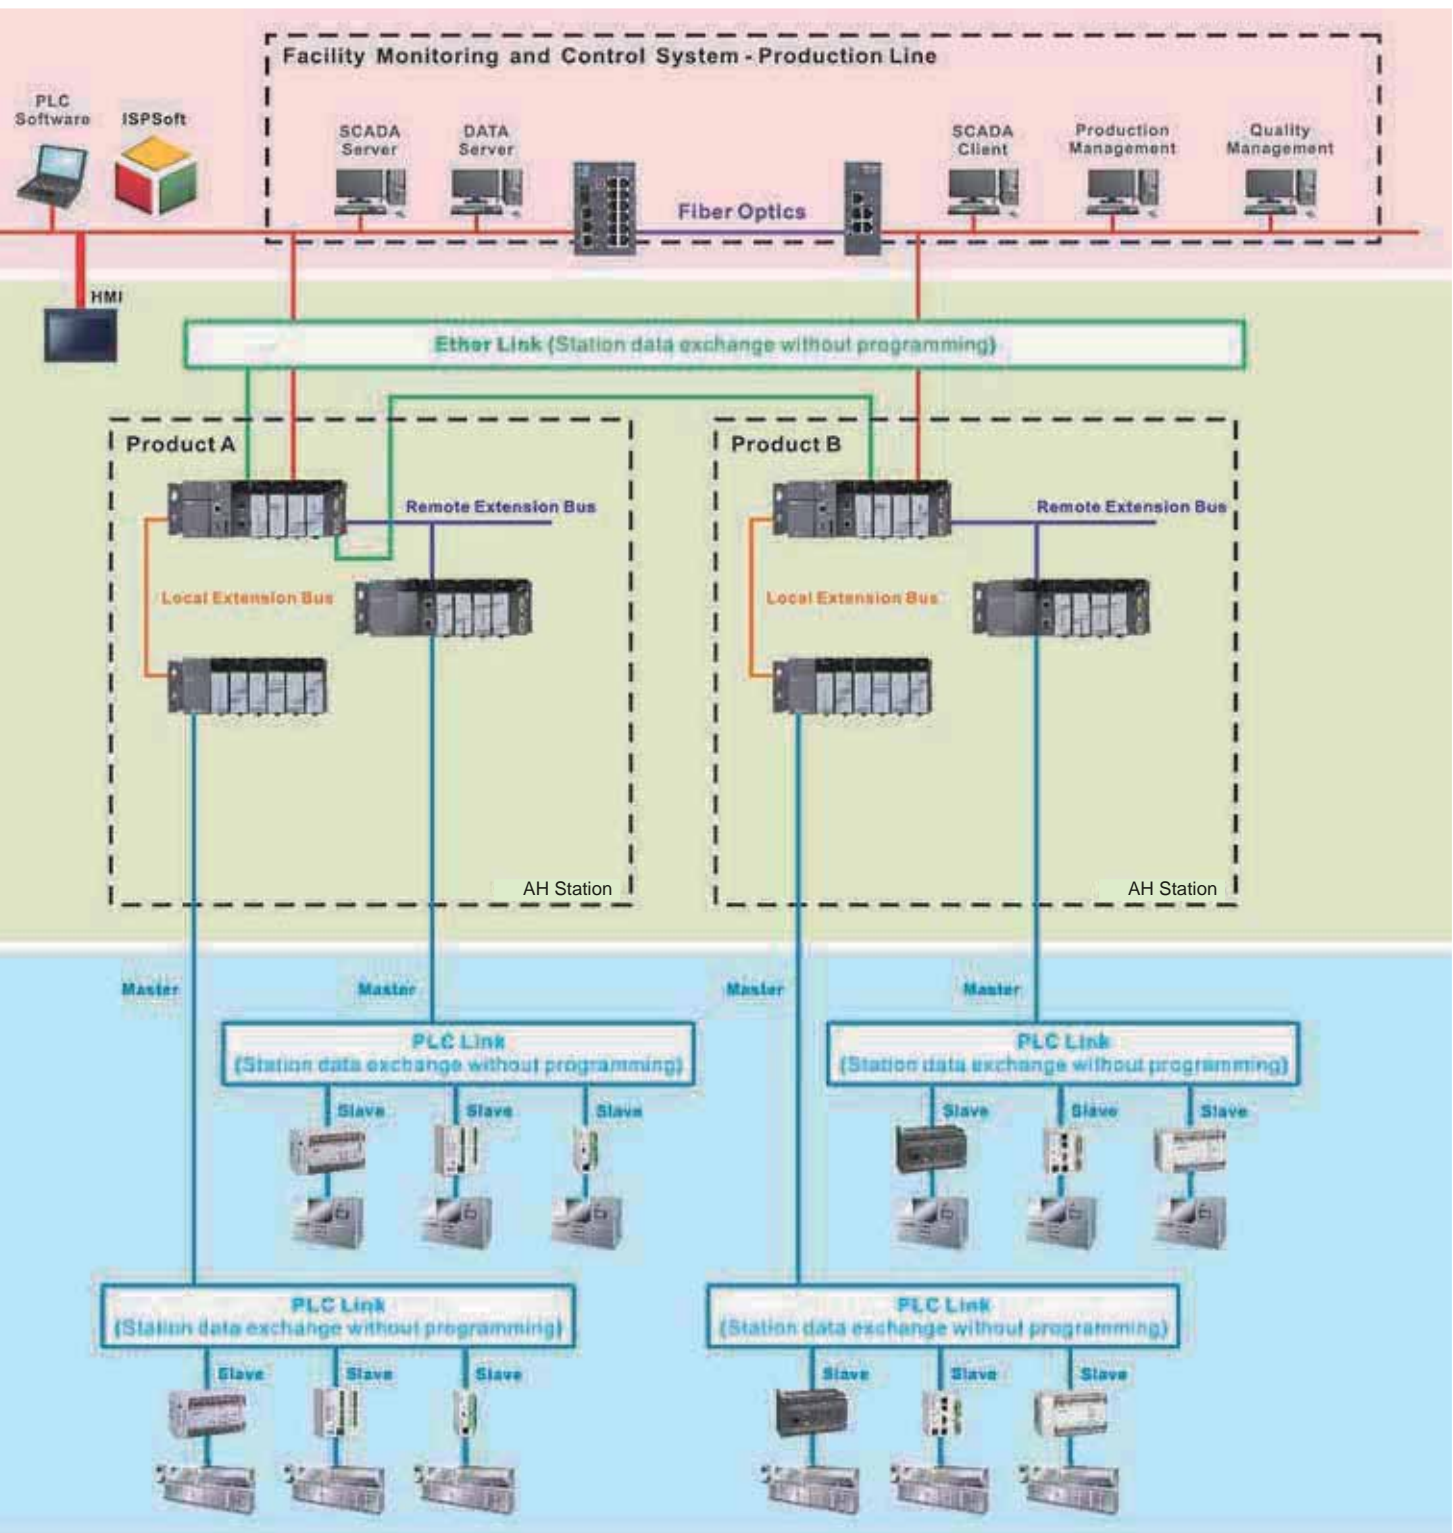 Facility Monitoring and Control System - Production Line
PLC
Software
ISPSoft
SCADA
Server
DATA
Server
Fiber Optics
SCADA
Client
Production
Management
Quality
Management
HMI
Ether Link (Station data exchange without programming)
Product A
Remote Extension Bus
Local Extension Bus
AH Station
Product B
Remote Extension Bus
Local Extension Bus
AH Station
Master
Master
Master
Master
PLC Link
(Station data exchange without programming)
Slave
Slave
Slave
PLC Link
(Station data exchange without programming)
Slave
Slave
Slave
PLC Link
(Station data exchange without programming)
Slave
Slave
Slave
PLC Link
(Station data exchange without programming)
Slave
Slave
Slave